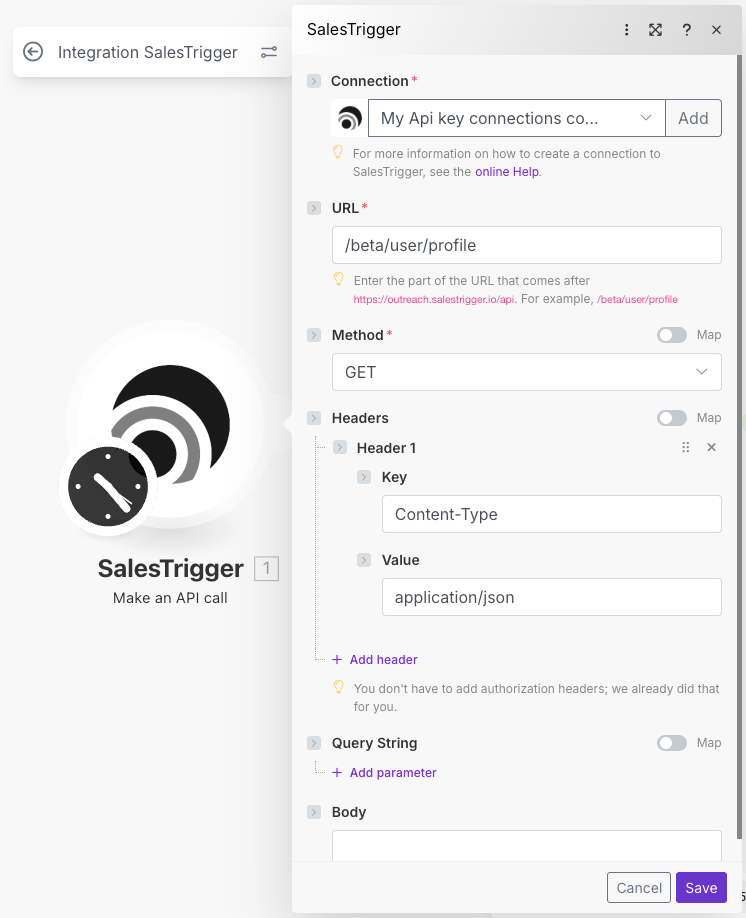 Integration SalesTrigger
SalesTrigger
?
Connection *
My Api key connections co...
Add
For more information on how to create a connection to
SalesTrigger, see the online Help.
URL *
/beta/user/profile
Enter the part of the URL that comes after
https://outreach.salestrigger.io/api. For example, /beta/user/profile
Method *
Map
GET
Headers
Map
Header 1
Key
Content-Type
Value
application/json
+ Add header
You don't have to add authorization headers; we already did that
for you.
Query String
Map
+ Add parameter
Body
Cancel
Save
SalesTrigger 1
Make an API call